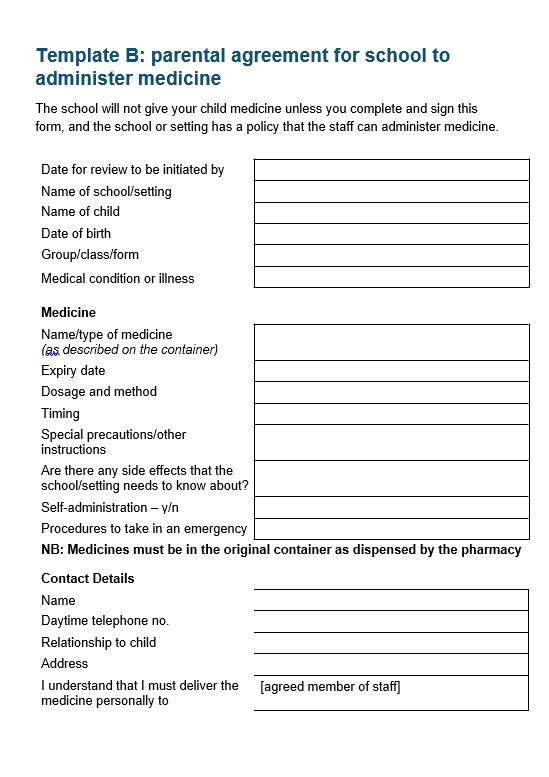 Template B: parental agreement for school to
administer medicine
The school will not give your child medicine unless you complete and sign this
form, and the school or setting has a policy that the staff can administer medicine.
Date for review to be initiated by
Name of school/setting
Name of child
Date of birth
Group/class/form
Medical condition or illness
Medicine
Name/type of medicine
(as described on the container)
Expiry date
Dosage and method
Timing
Special precautions/other
instructions
Are there any side effects that the
school/setting needs to know about?
Self-administration – y/n
Procedures to take in an emergency
NB: Medicines must be in the original container as dispensed by the pharmacy
Contact Details
Name
Daytime telephone no.
Relationship to child
Address
I understand that I must deliver the
medicine personally to
[agreed member of staff]